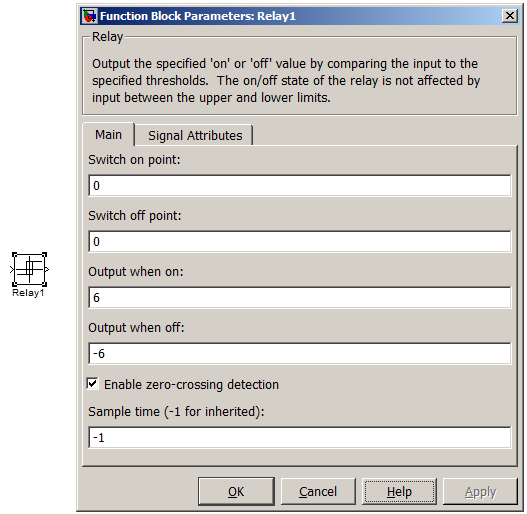 Function Block Parameters: Relay1
Relay
Output the specified 'on' or 'off' value by comparing the input to the
specified thresholds.  The on/off state of the relay is not affected by
input between the upper and lower limits.
Main
Signal Attributes
Switch on point:
0
Switch off point:
0
Output when on:
6
Relay1
Output when off:
-6
Enable zero-crossing detection
Sample time (-1 for inherited):
-1
OK
Cancel
Help
Apply